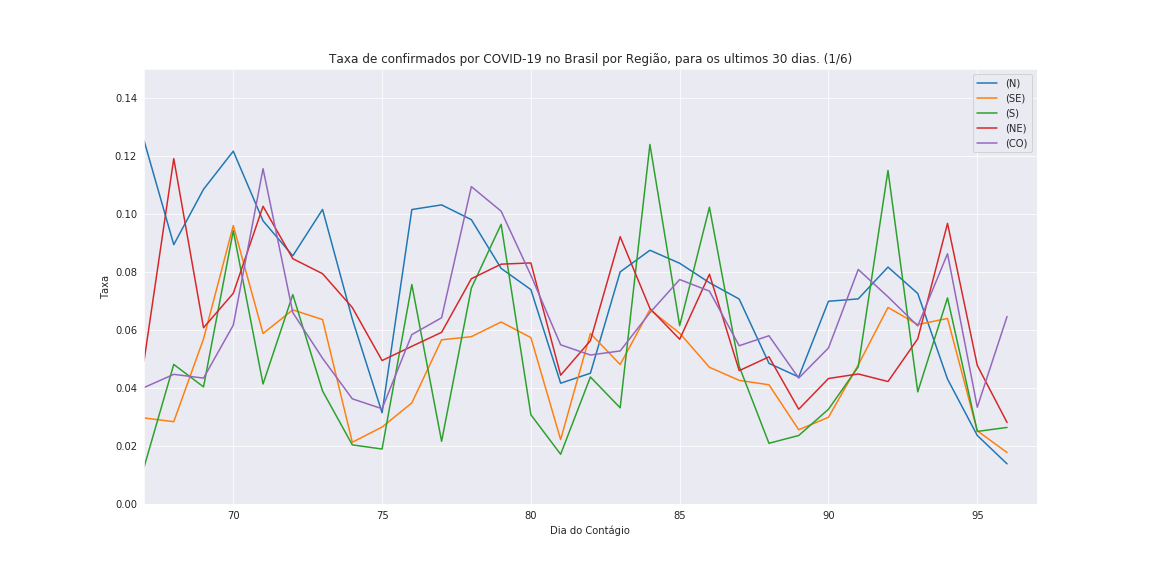 Taxa de confirmados por COVID-19 no Brasil por Região, para os ultimos 30 dias. (1/6)
(N)
(SE)
(S)
(NE)
(CO)
Taxa
0.14
0.12
0.10
0.08
0.06
0.04
0.02
0.00
70 75 80 85 90 95
Dia do Contágio